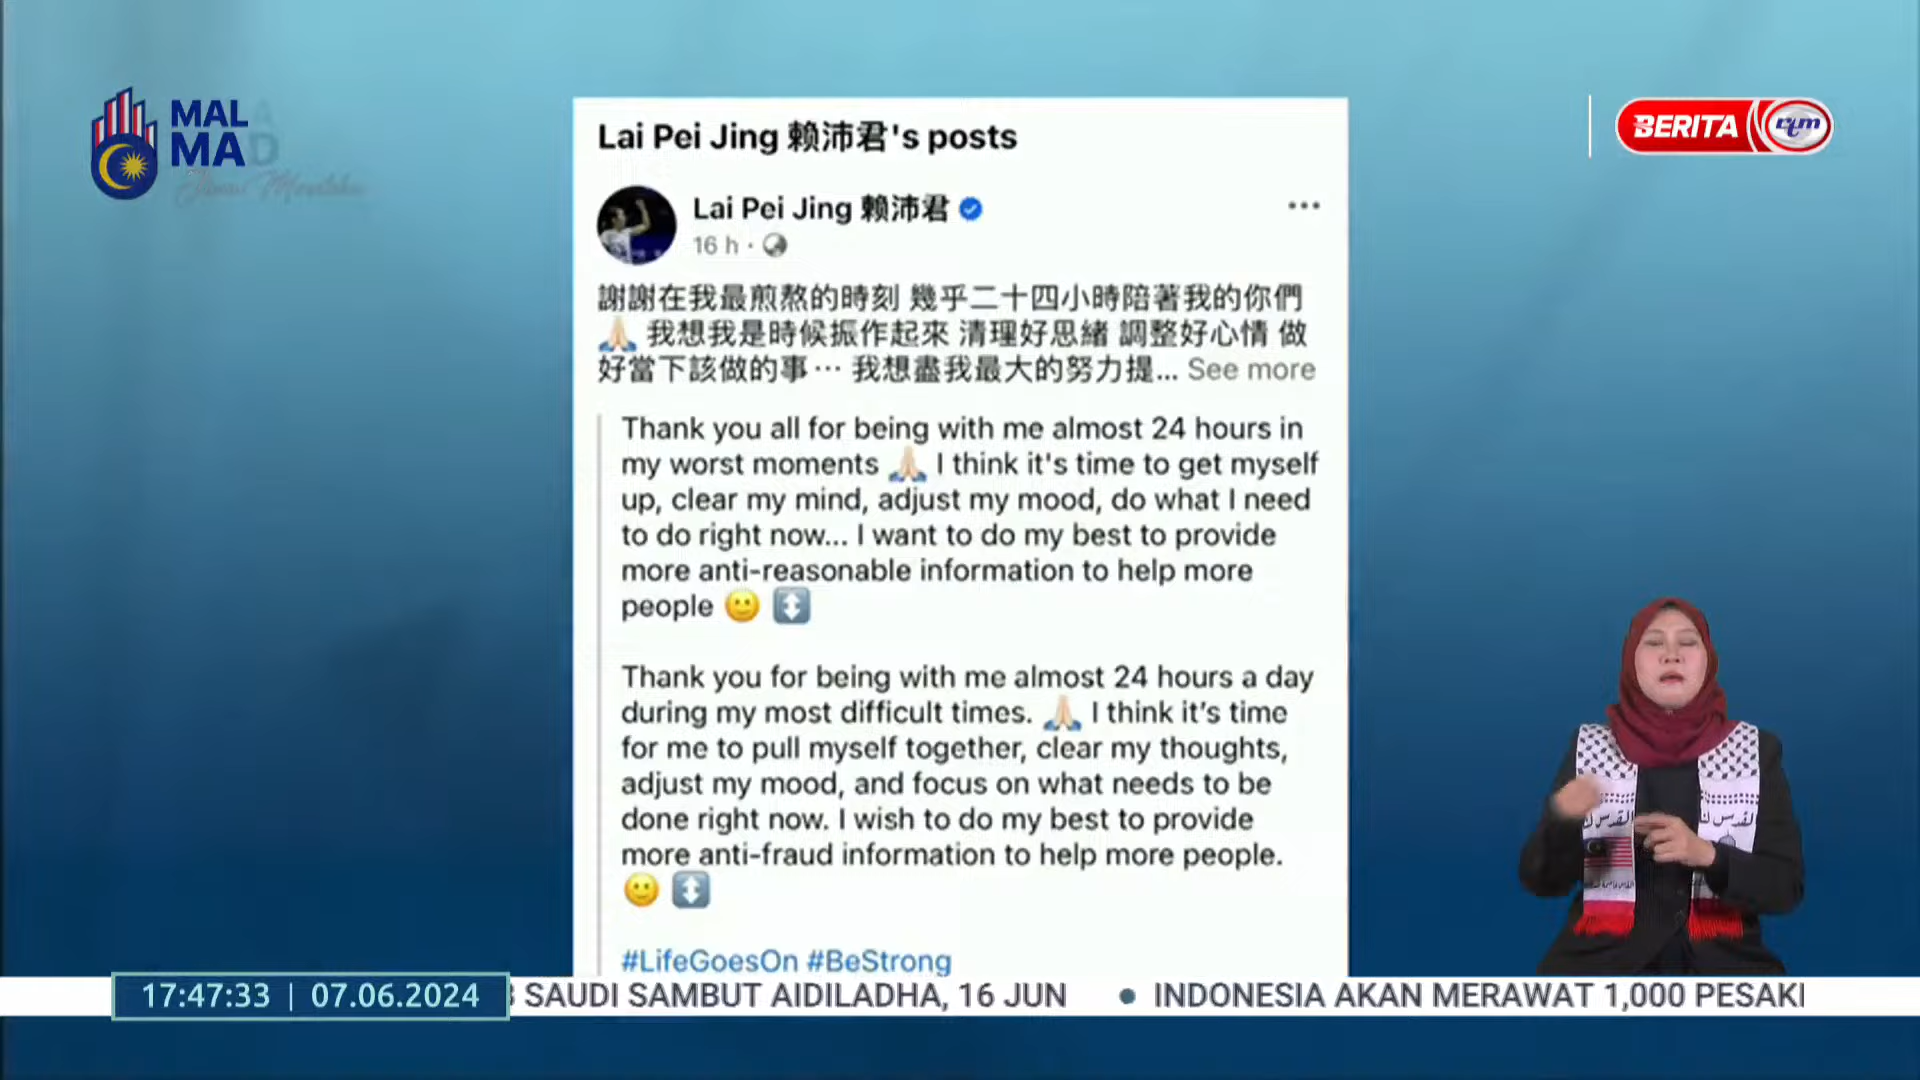 MAL
MA
BERITA rtm
Lai Pei Jing 賴沛君's posts
Lai Pei Jing 賴沛君
16 h ·
謝謝在我最煎熬的時刻 幾乎二十四小時陪著我的你們
🙏🏻 我想我是時候振作起來 清理好思緒 調整好心情 做
好當下該做的事⋯ 我想盡我最大的努力提... See more
Thank you all for being with me almost 24 hours in
my worst moments 🙏🏻 I think it's time to get myself
up, clear my mind, adjust my mood, do what I need
to do right now... I want to do my best to provide
more anti-reasonable information to help more
people 🙂 ↕️
Thank you for being with me almost 24 hours a day
during my most difficult times. 🙏🏻 I think it’s time
for me to pull myself together, clear my thoughts,
adjust my mood, and focus on what needs to be
done right now. I wish to do my best to provide
more anti-fraud information to help more people.
🙂 ↕️
#LifeGoesOn #BeStrong
17:47:33 | 07.06.2024 SAUDI SAMBUT AIDILADHA, 16 JUN • INDONESIA AKAN MERAWAT 1,000 PESAKI